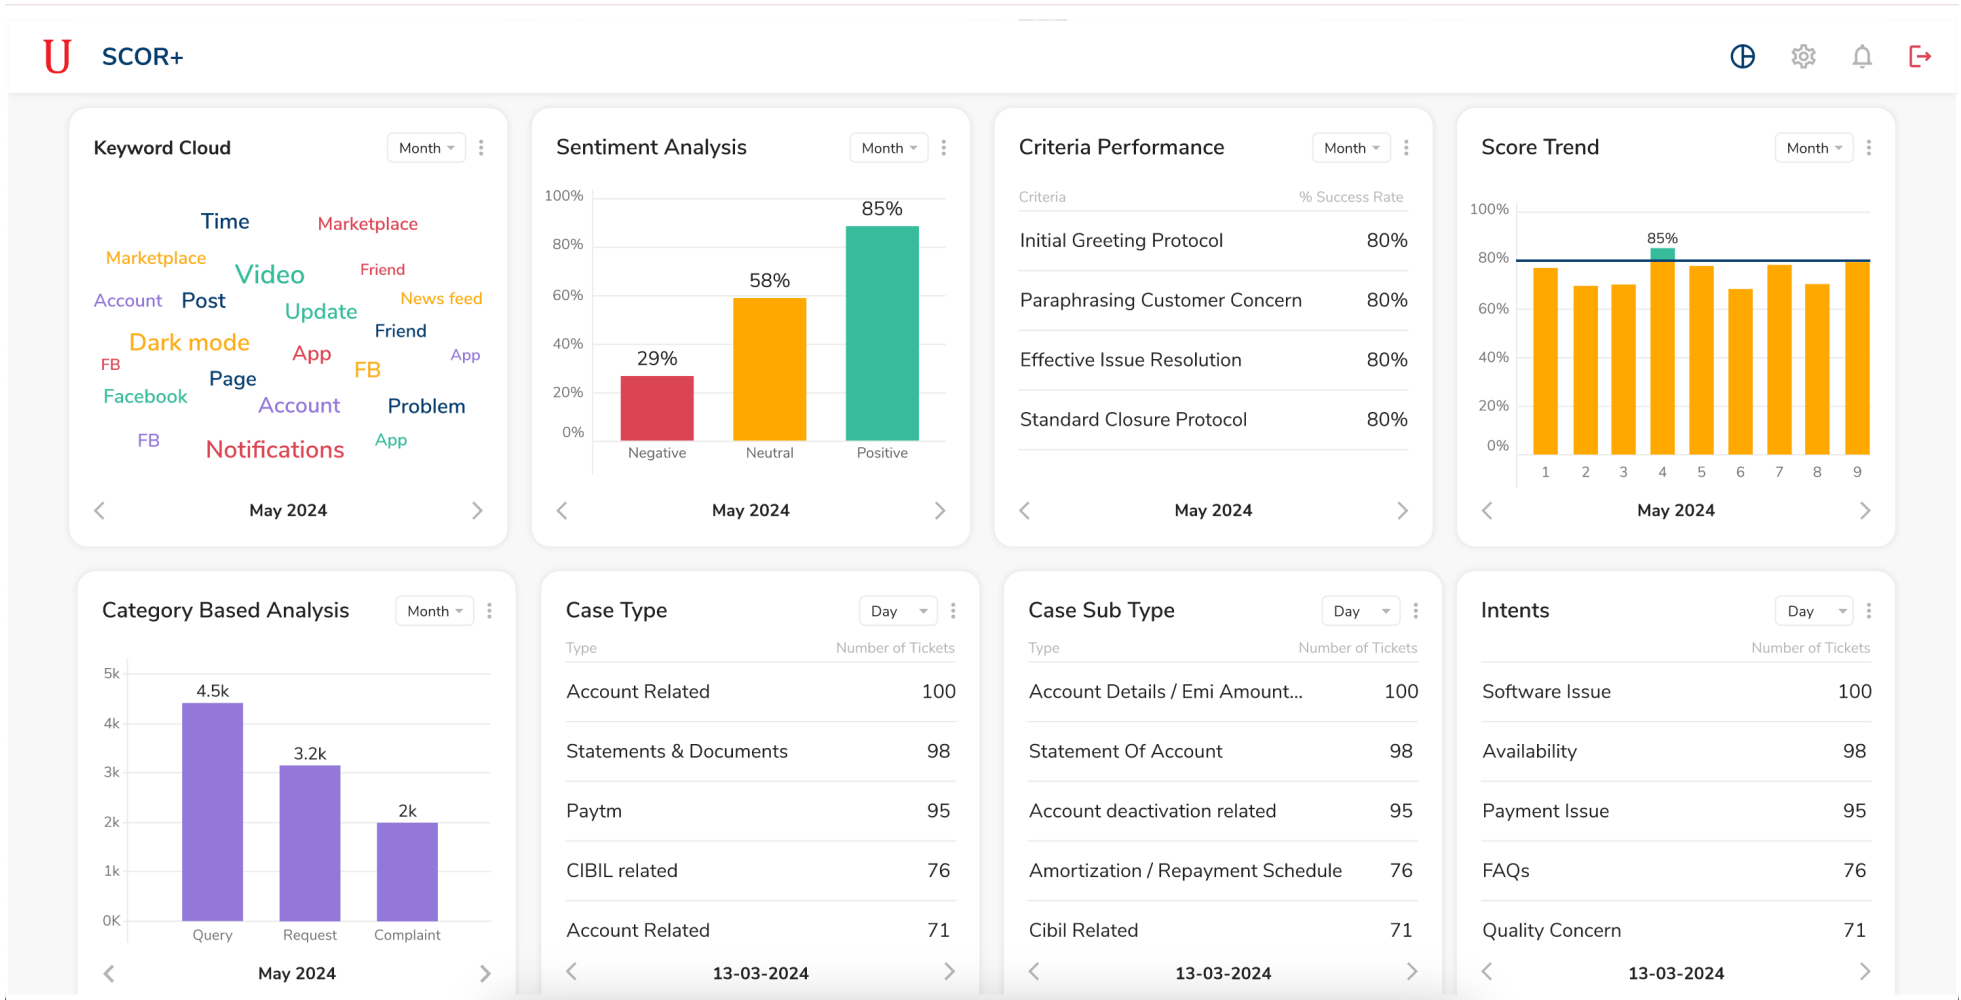 U SCOR+
Keyword Cloud
Month
Time
Marketplace
Marketplace
Video
Friend
Account
Post
News feed
Update
Friend
Dark mode
App
App
FB
FB
Page
Facebook
Account
Problem
FB
App
Notifications
May 2024
Sentiment Analysis
Month
100%
80%
60%
40%
20%
0%
29%
58%
85%
Negative
Neutral
Positive
May 2024
Criteria Performance
Month
Criteria % Success Rate
Initial Greeting Protocol 80%
Paraphrasing Customer Concern 80%
Effective Issue Resolution 80%
Standard Closure Protocol 80%
May 2024
Score Trend
Month
100%
80%
60%
40%
20%
0%
85%
1 2 3 4 5 6 7 8 9
May 2024
Category Based Analysis
Month
5k
4k
3k
2k
1k
0K
4.5k
3.2k
2k
Query
Request
Complaint
May 2024
Case Type
Day
Type Number of Tickets
Account Related 100
Statements & Documents 98
Paytm 95
CIBIL related 76
Account Related 71
13-03-2024
Case Sub Type
Day
Type Number of Tickets
Account Details / Emi Amount... 100
Statement Of Account 98
Account deactivation related 95
Amortization / Repayment Schedule 76
Cibil Related 71
13-03-2024
Intents
Day
Number of Tickets
Software Issue 100
Availability 98
Payment Issue 95
FAQs 76
Quality Concern 71
13-03-2024